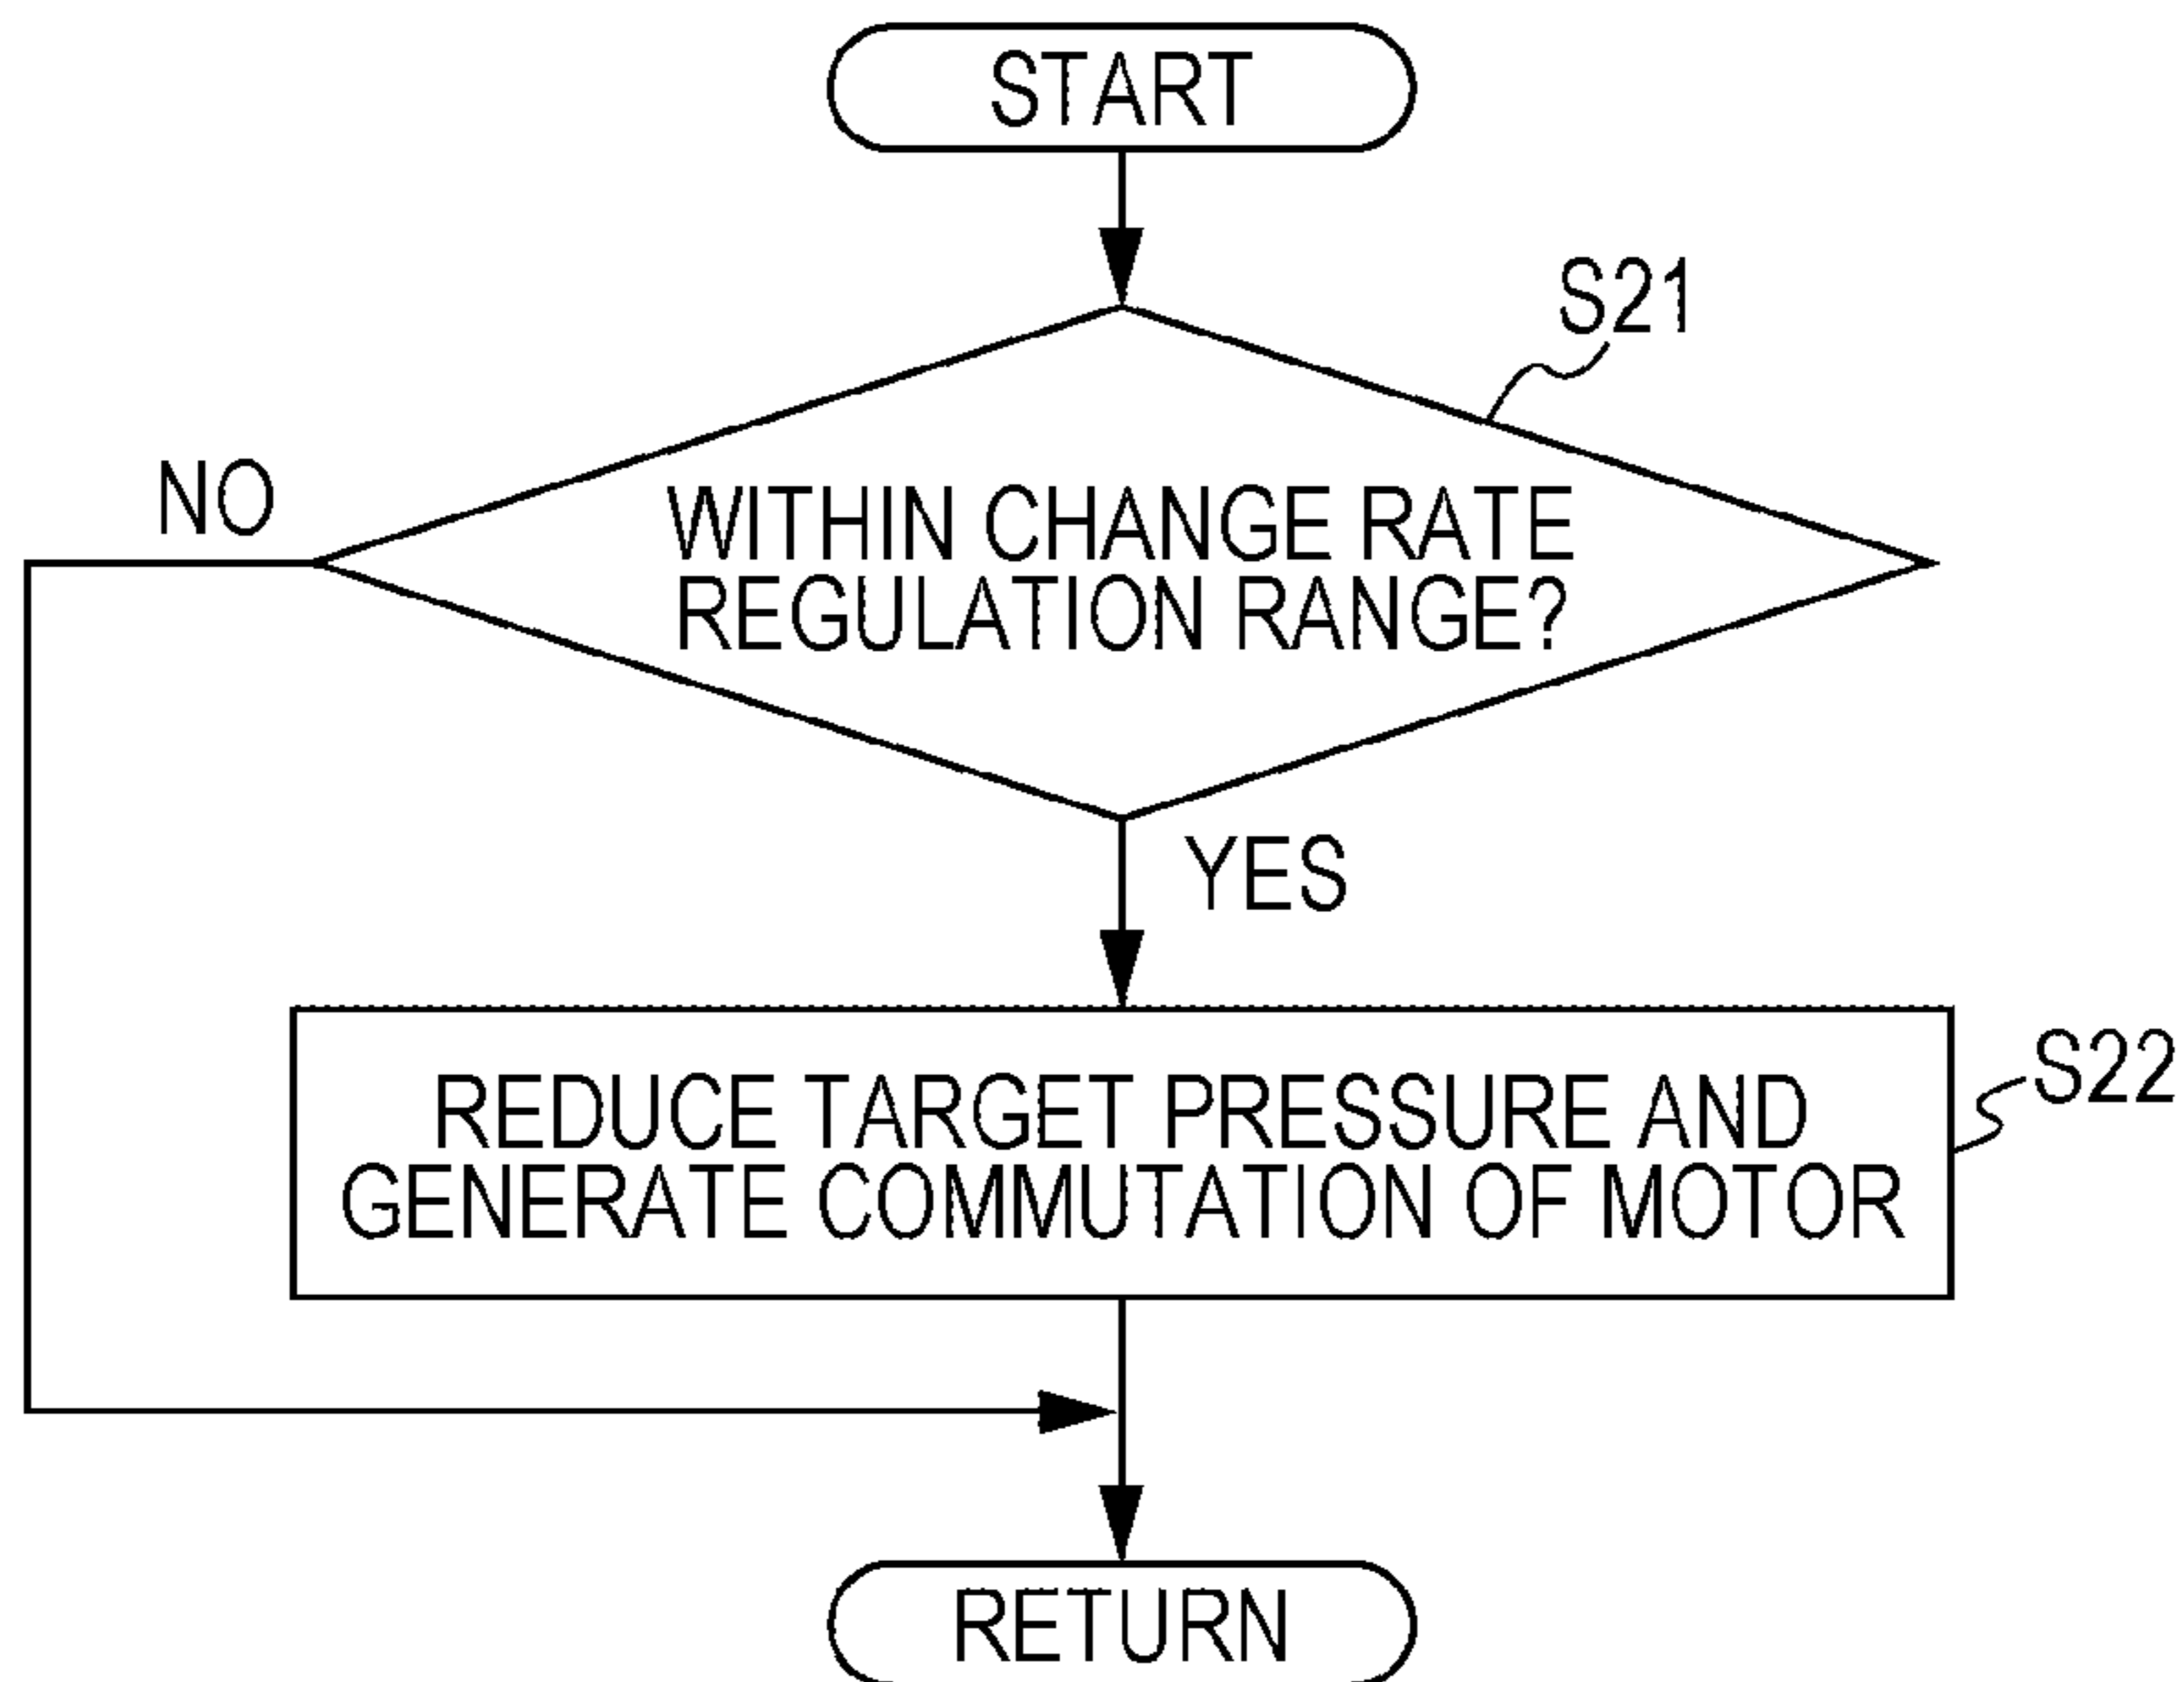 START
S21
NO
WITHIN CHANGE RATE
REGULATION RANGE?
YES
REDUCE TARGET PRESSURE AND
GENERATE COMMUTATION OF MOTOR
S22
RETURN